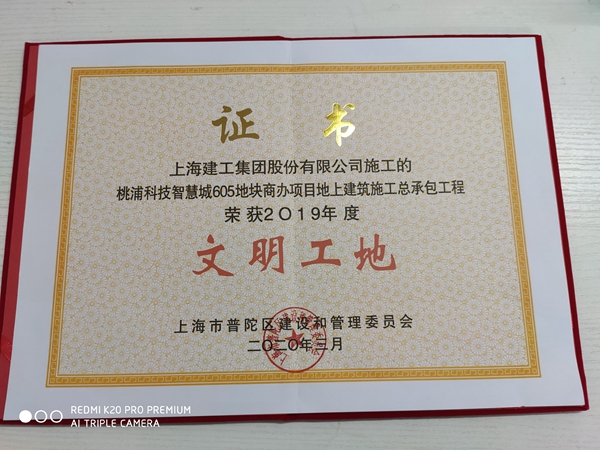 证 书
上海建工集团股份有限公司施工的
桃浦科技智慧城605地块商办项目地上建筑施工总承包工程
荣获2019年度
文明工地
上海市普陀区建设和管理委员会
二〇二〇年三月
REDMI K20 PRO PREMIUM
AI TRIPLE CAMERA